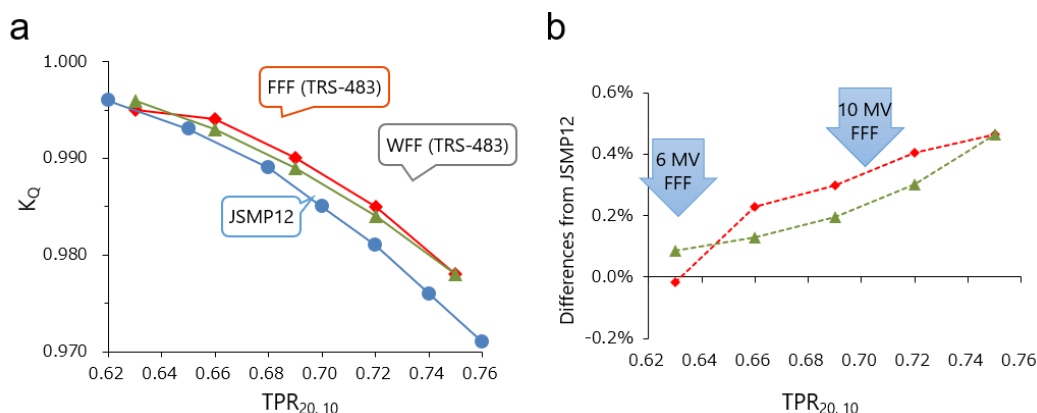 a
1.000
0.990
0.980
0.970
K_Q
FFF (TRS-483)
WFF (TRS-483)
JSMP12
0.62 0.64 0.66 0.68 0.70 0.72 0.74 0.76
TPR20, 10
b
0.6%
0.4%
0.2%
0.0%
-0.2%
Differences from JSMP12
6 MV
FFF
10 MV
FFF
0.62 0.64 0.66 0.68 0.70 0.72 0.74 0.76
TPR20, 10